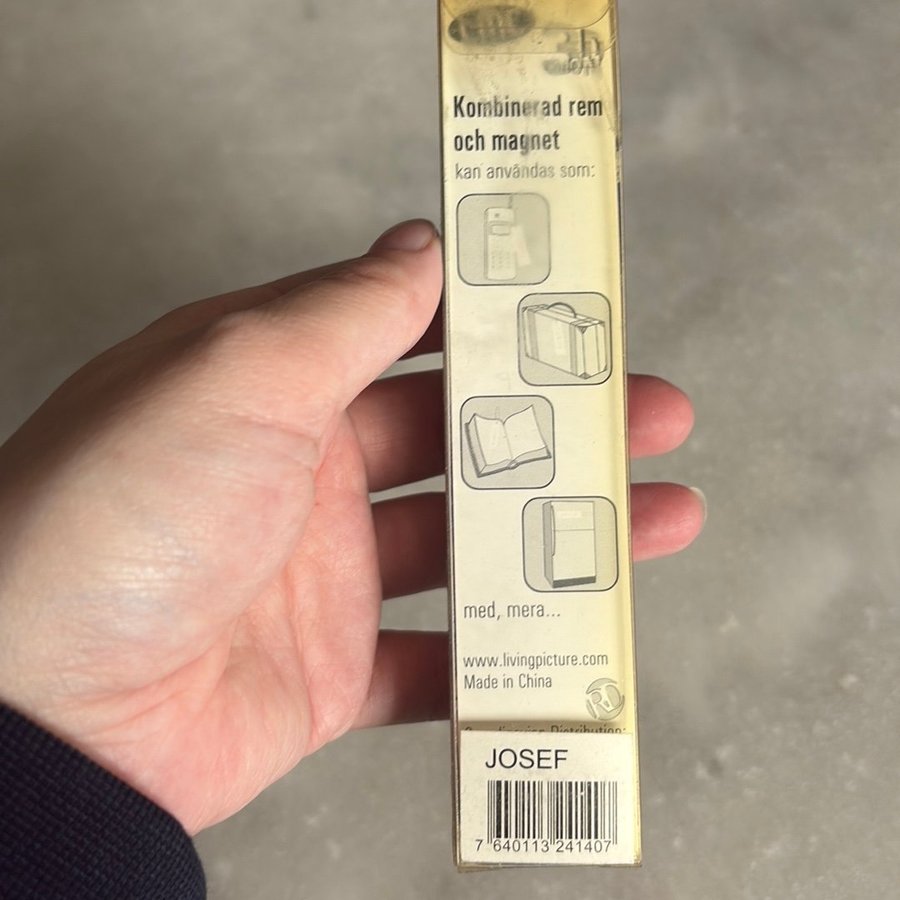 Kombinerad rem
och magnet
kan användas som:
med, mera...
www.livingpicture.com
Made in China
Distribution:
JOSEF
7 640113 241407